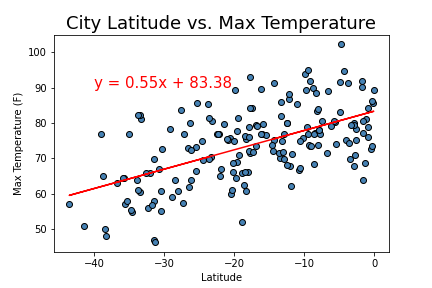 City Latitude vs. Max Temperature
100
90
80
70
60
50
Max Temperature (F)
y = 0.55x + 83.38
−40
−30
−20
−10
0
Latitude